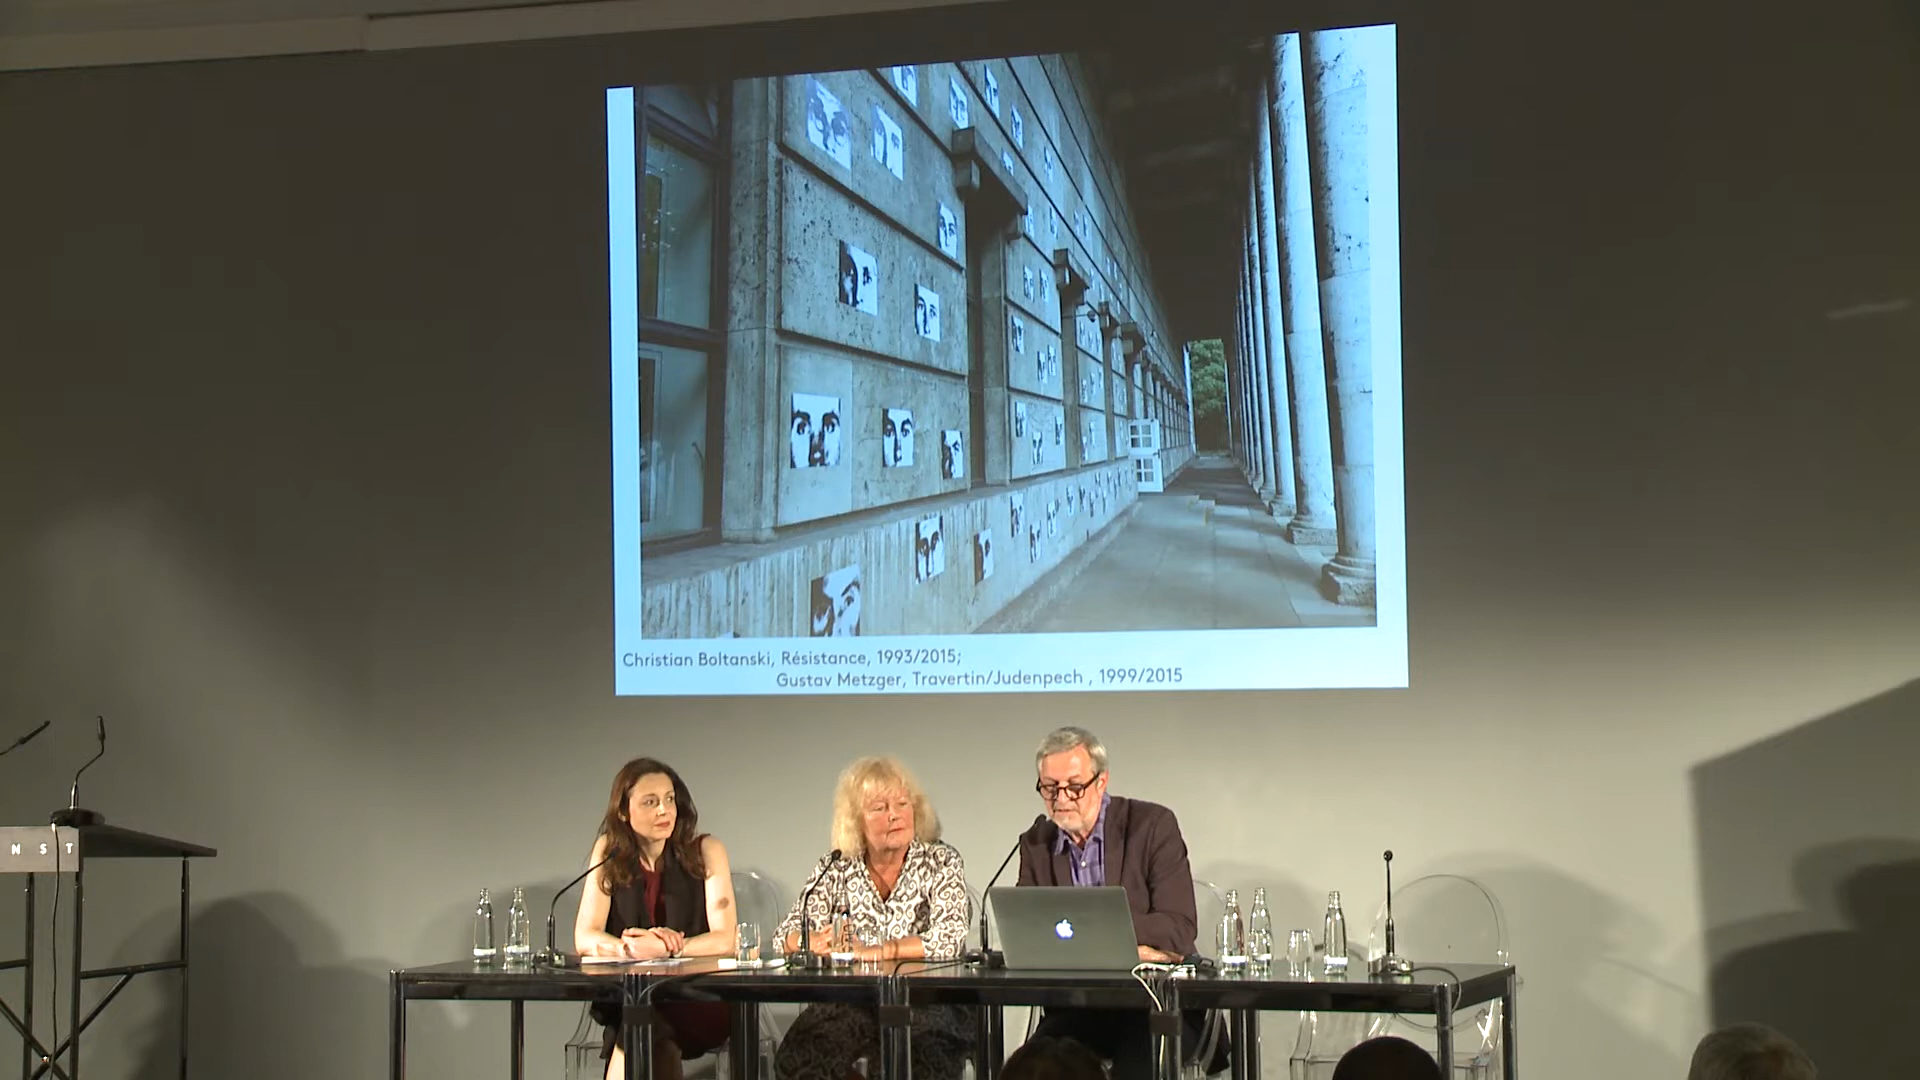 Christian Boltanski, Résistance, 1993/2015;
Gustav Metzger, Travertin/Judenpech , 1999/2015
N S T